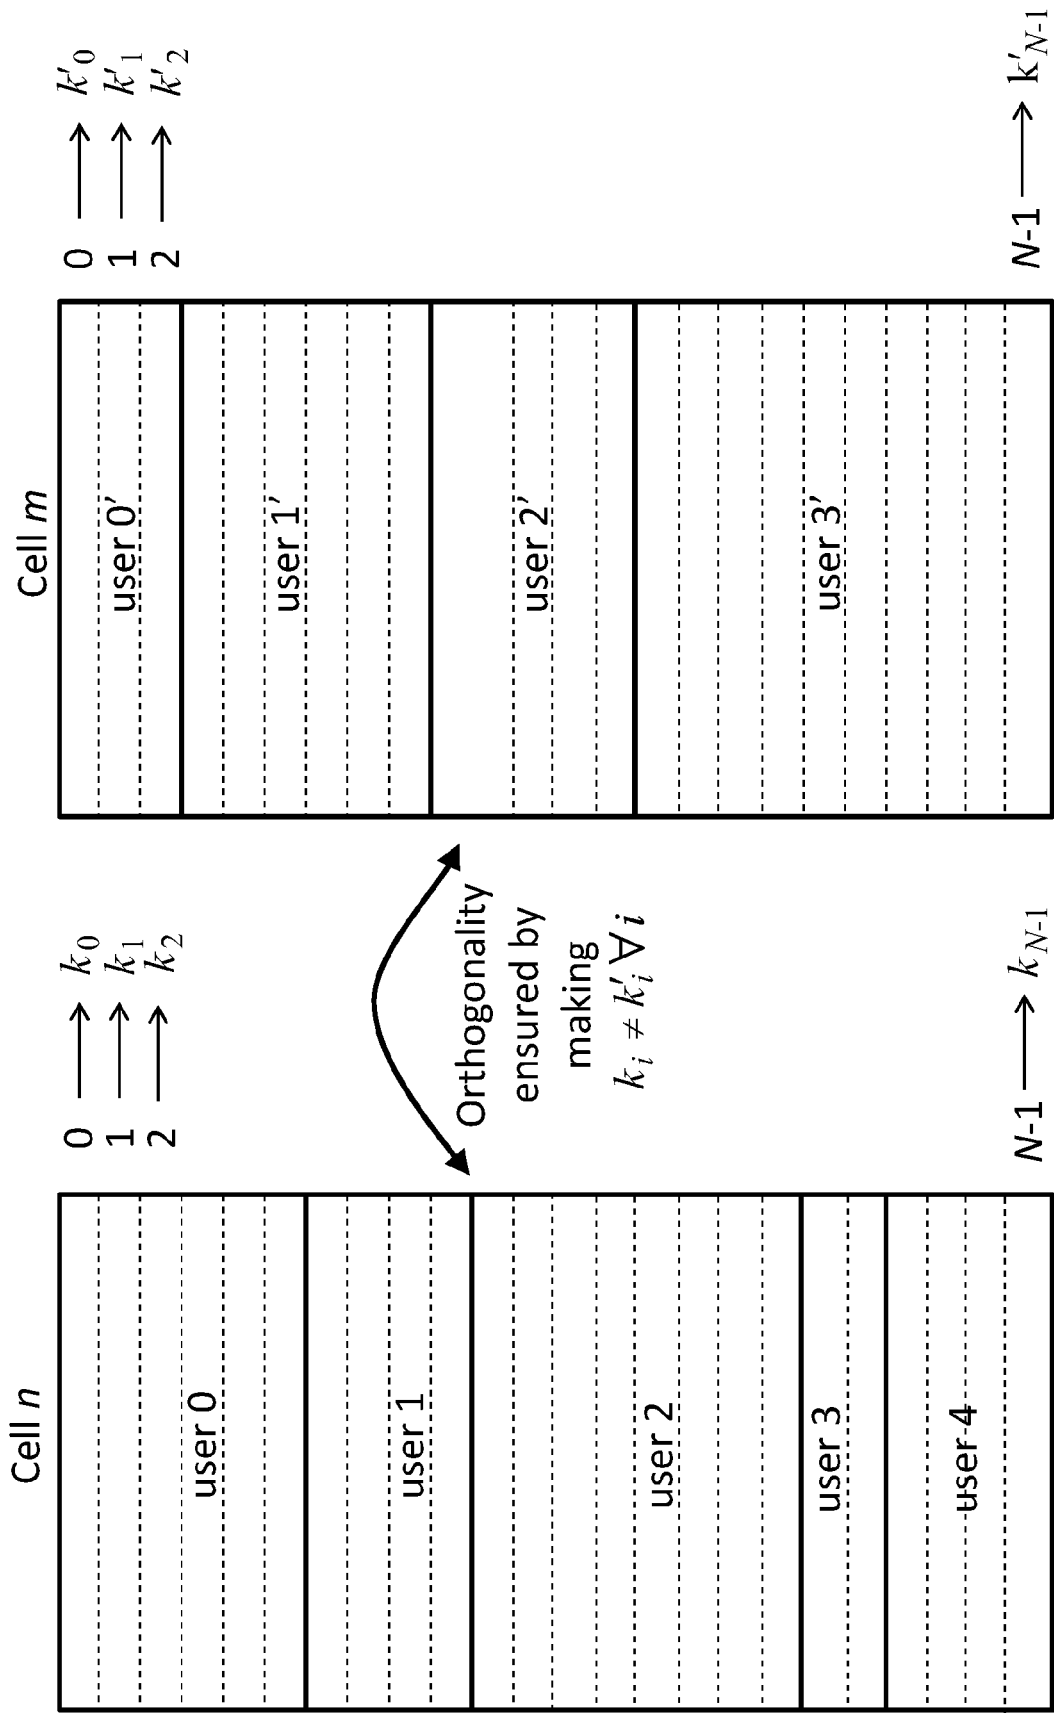 Cell n
user 0
user 1
user 2
user 3
user 4
0 → k₀
1 → k₁
2 → k₂
N-1 → k_{N-1}
Orthogonality
ensured by
making
kᵢ ≠ k′ᵢ ∀i
Cell m
user 0′
user 1′
user 2′
user 3′
0 → k′₀
1 → k′₁
2 → k′₂
N-1 → k′_{N-1}